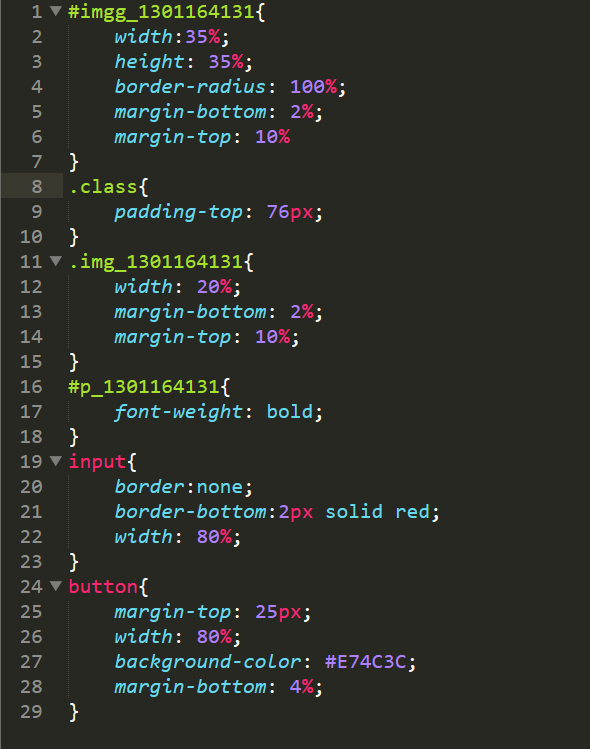 1 #imgg_1301164131{
2 width:35%;
3 height: 35%;
4 border-radius: 100%;
5 margin-bottom: 2%;
6 margin-top: 10%
7 }
8 .class{
9 padding-top: 76px;
10 }
11 .img_1301164131{
12 width: 20%;
13 margin-bottom: 2%;
14 margin-top: 10%;
15 }
16 #p_1301164131{
17 font-weight: bold;
18 }
19 input{
20 border:none;
21 border-bottom:2px solid red;
22 width: 80%;
23 }
24 button{
25 margin-top: 25px;
26 width: 80%;
27 background-color: #E74C3C;
28 margin-bottom: 4%;
29 }